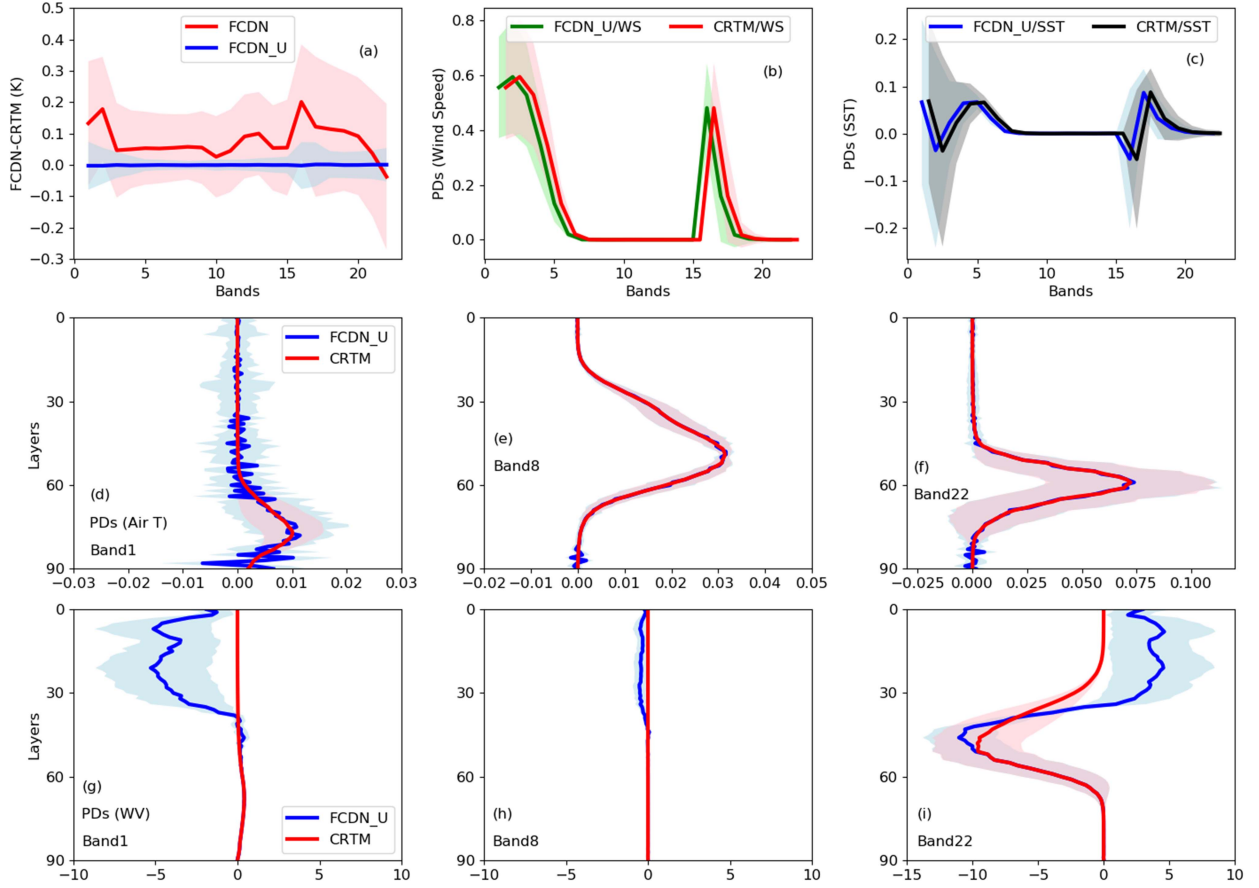 FCDN
FCDN_U
(a)
FCDN-CRTM (K)
0.5
0.4
0.3
0.2
0.1
0.0
−0.1
−0.2
−0.3
0 5 10 15 20
Bands
FCDN_U/WS CRTM/WS
(b)
PDs (Wind Speed)
0.8
0.6
0.4
0.2
0.0
0 5 10 15 20
Bands
FCDN_U/SST CRTM/SST
(c)
PDs (SST)
0.2
0.1
0.0
−0.1
−0.2
0 5 10 15 20
Bands
FCDN_U
CRTM
Layers
0
30
60
90
(d)
PDs (Air T)
Band1
−0.03 −0.02 −0.01 0.00 0.01 0.02 0.03
0
30
60
90
(e)
Band8
−0.02 −0.01 0.00 0.01 0.02 0.03 0.04 0.05
0
30
60
90
(f)
Band22
−0.025 0.000 0.025 0.050 0.075 0.100
Layers
0
30
60
90
(g)
PDs (WV)
Band1
FCDN_U
CRTM
−10 −5 0 5 10
0
30
60
90
(h)
Band8
−10 −5 0 5 10
0
30
60
90
(i)
Band22
−15 −10 −5 0 5 10